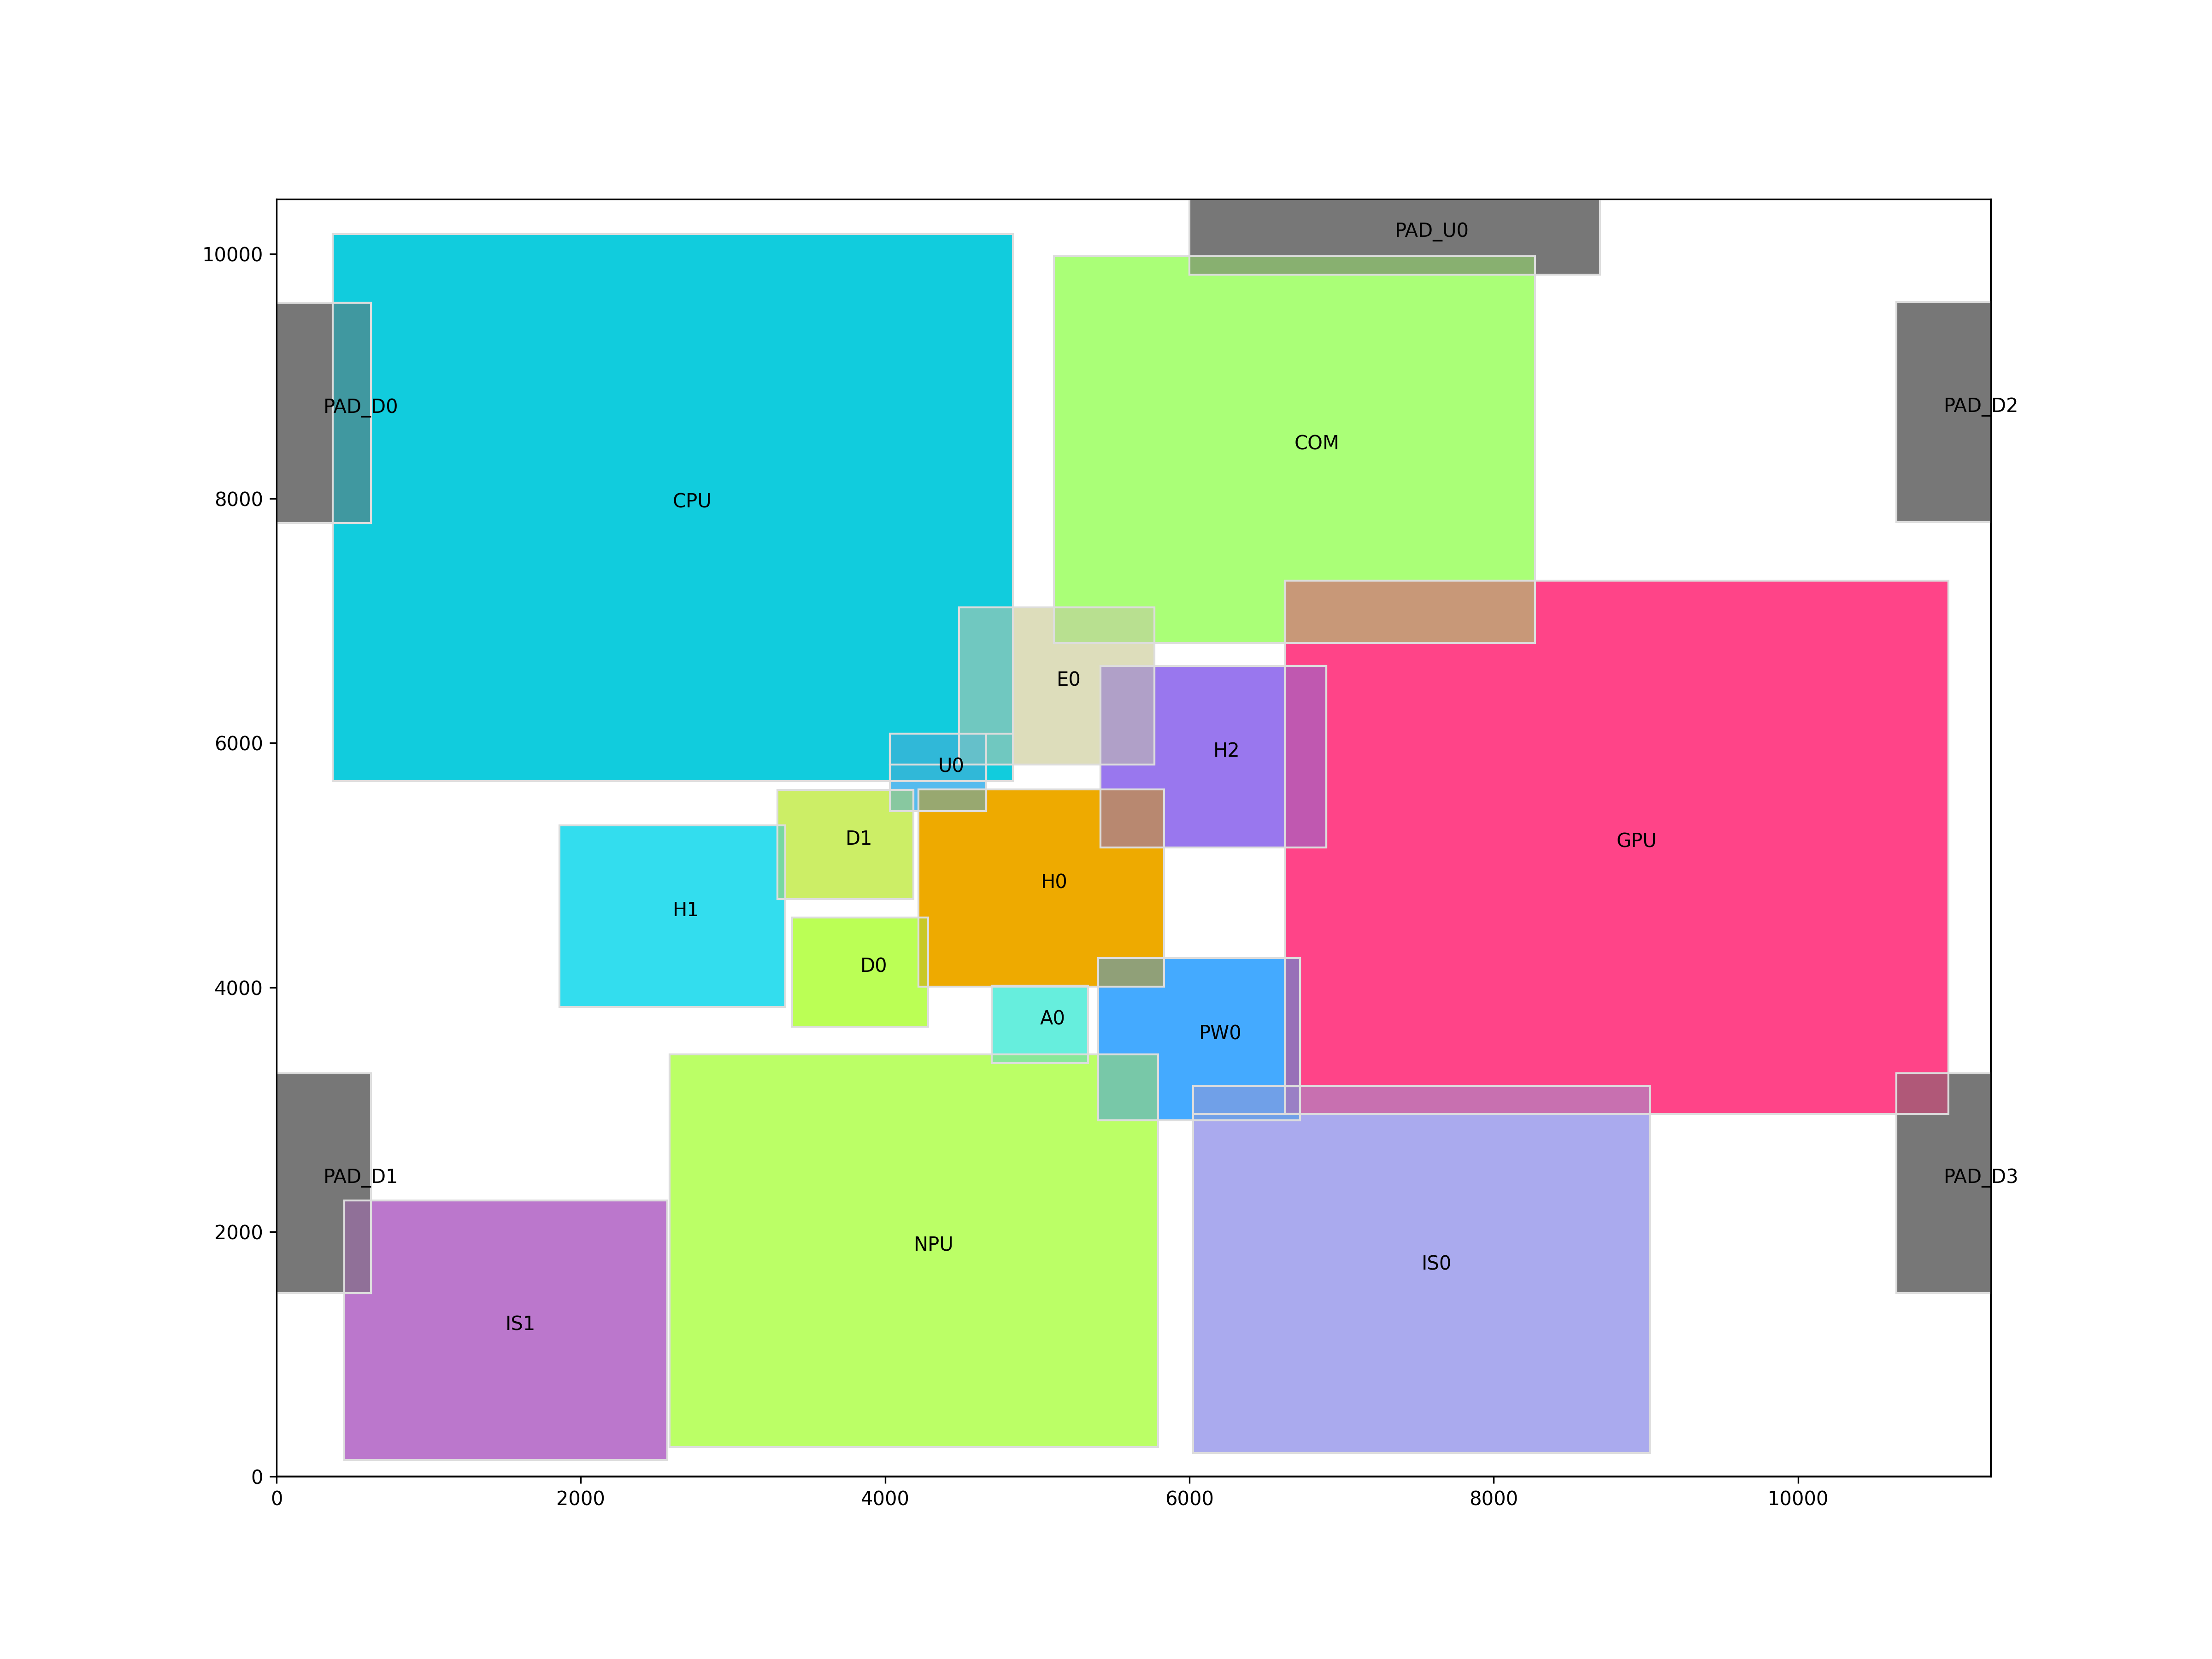 PAD_U0
10000
PAD_D0
PAD_D2
COM
8000
CPU
E0
6000
H2
U0
D1
GPU
H0
H1
D0
4000
A0
PW0
PAD_D1
PAD_D3
2000
NPU
IS0
IS1
0
0 2000 4000 6000 8000 10000